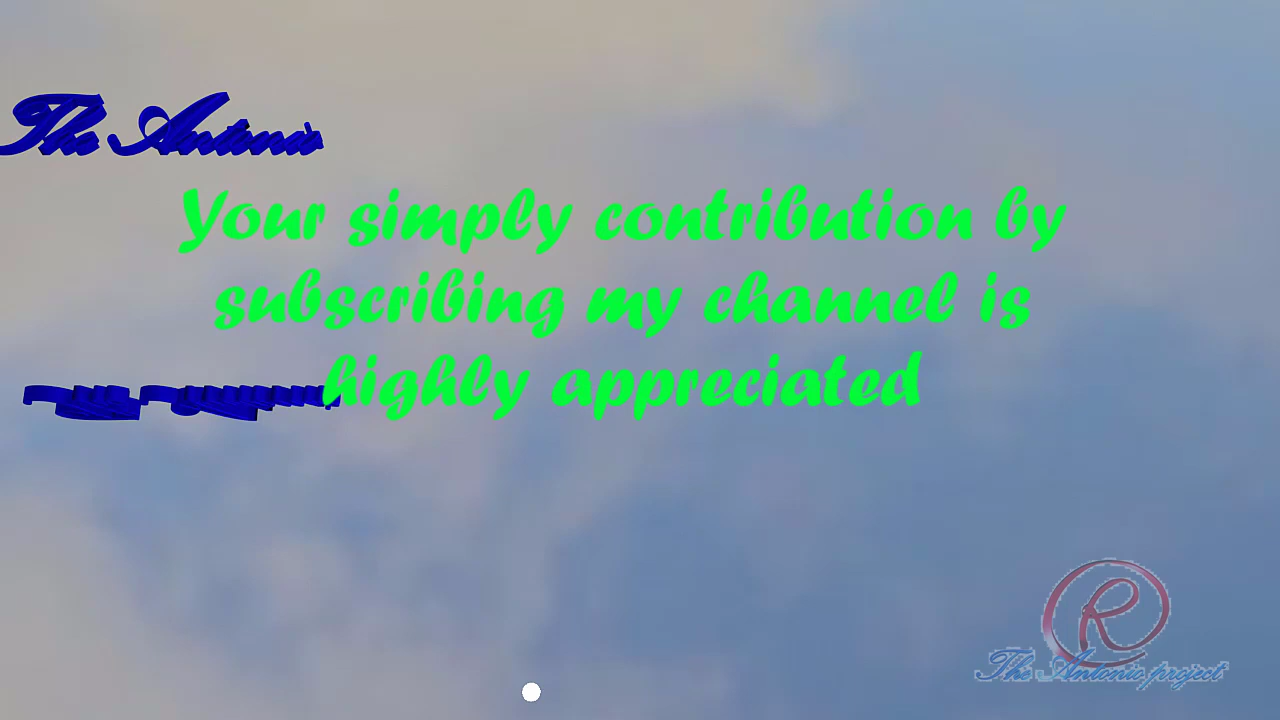 The Antonio
Your simply contribution by
subscribing my channel is
highly appreciated
R
The Antonio project